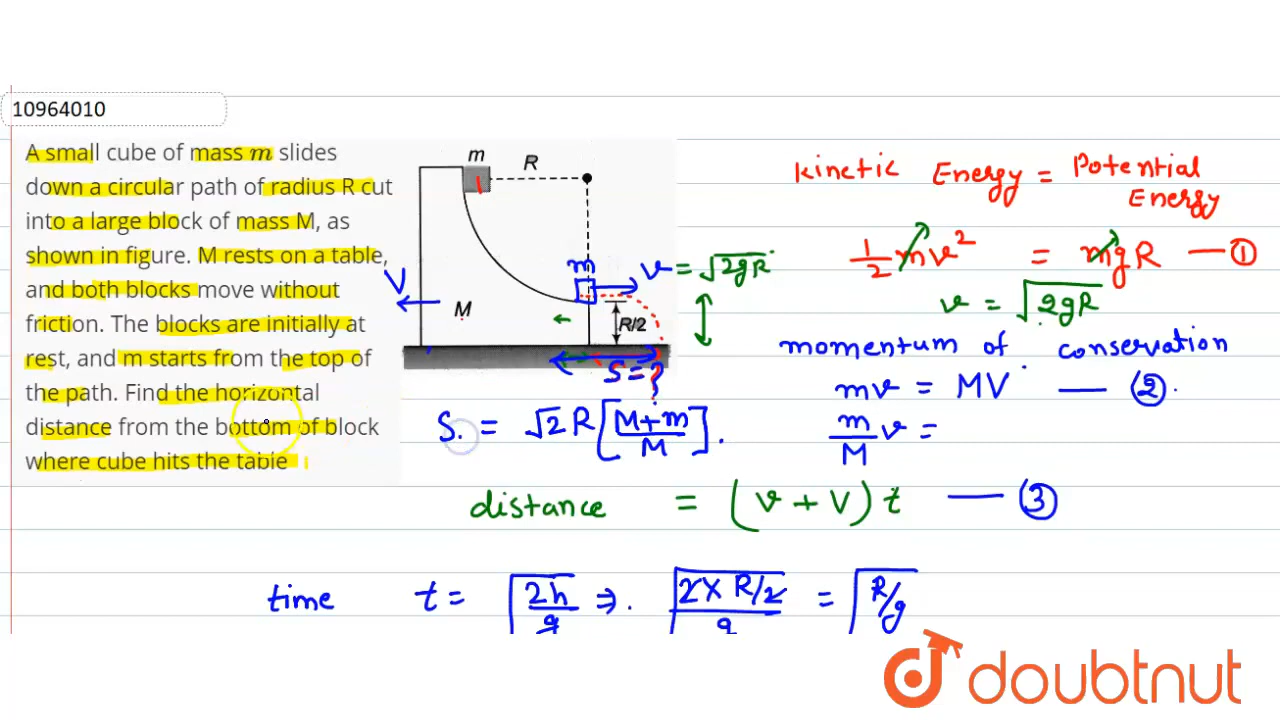 10964010
A small cube of mass m slides
down a circular path of radius R cut
into a large block of mass M, as
shown in figure. M rests on a table,
and both blocks move without
friction. The blocks are initially at
rest, and m starts from the top of
the path. Find the horizontal
distance from the bottom of block
where cube hits the table
m
R
m
v = √2gR
V
M
R/2
S = ?
Kinetic Energy = Potential Energy
1/2 mv² = mgR — ①
v = √2gR
momentum of conservation
mv = MV — ②.
m/M v =
S. = √2 R [M+m/M].
distance = (v + V) t — ③
time t = √2h/g ⇒. √2×R/2/g = √R/g
doubtnut